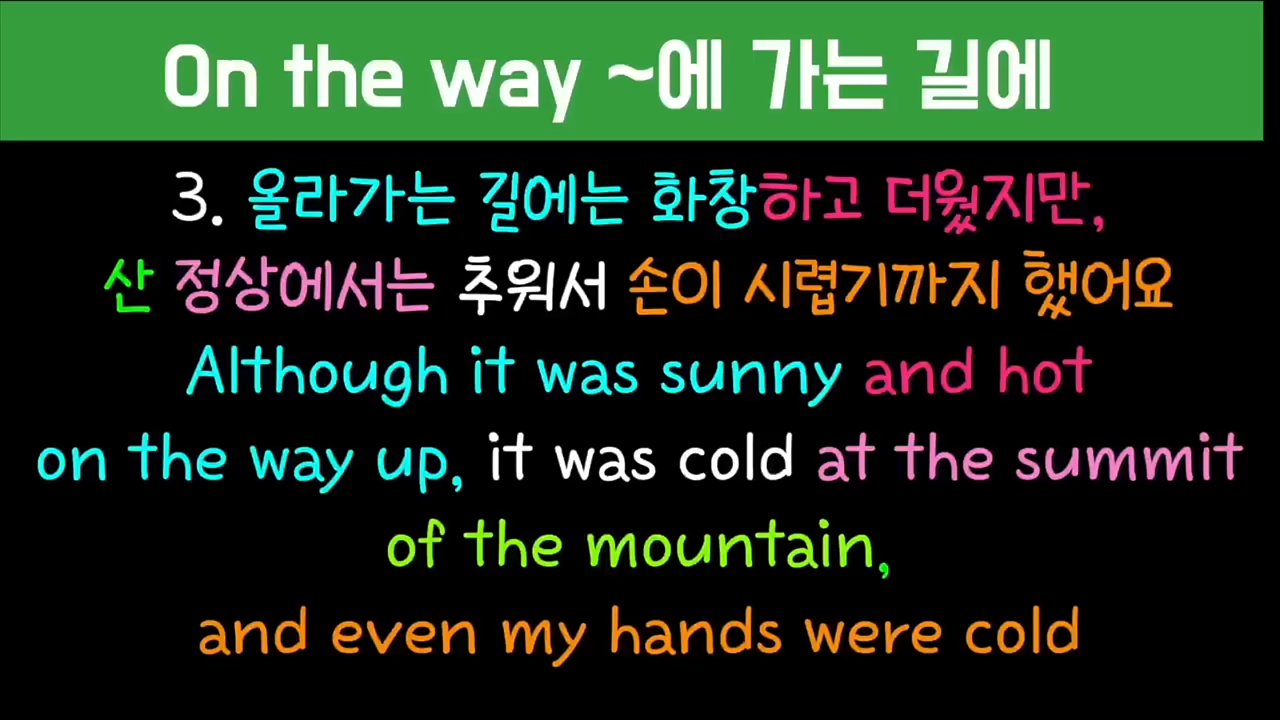 On the way ~에 가는 길에
3. 올라가는 길에는 화창하고 더웠지만,
산 정상에서는 추워서 손이 시렵기까지 했어요
Although it was sunny and hot
on the way up, it was cold at the summit
of the mountain,
and even my hands were cold